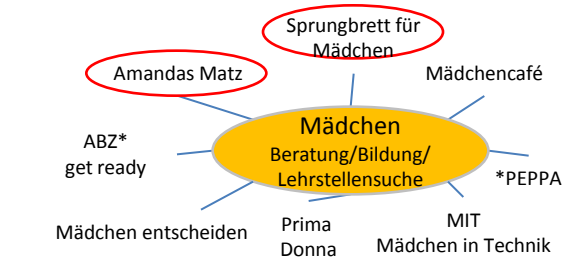 Sprungbrett für
Mädchen
Amandas Matz
Mädchencafé
ABZ*
get ready
Mädchen
Beratung/Bildung/
Lehrstellensuche
*PEPPA
Mädchen entscheiden
Prima
Donna
MIT
Mädchen in Technik